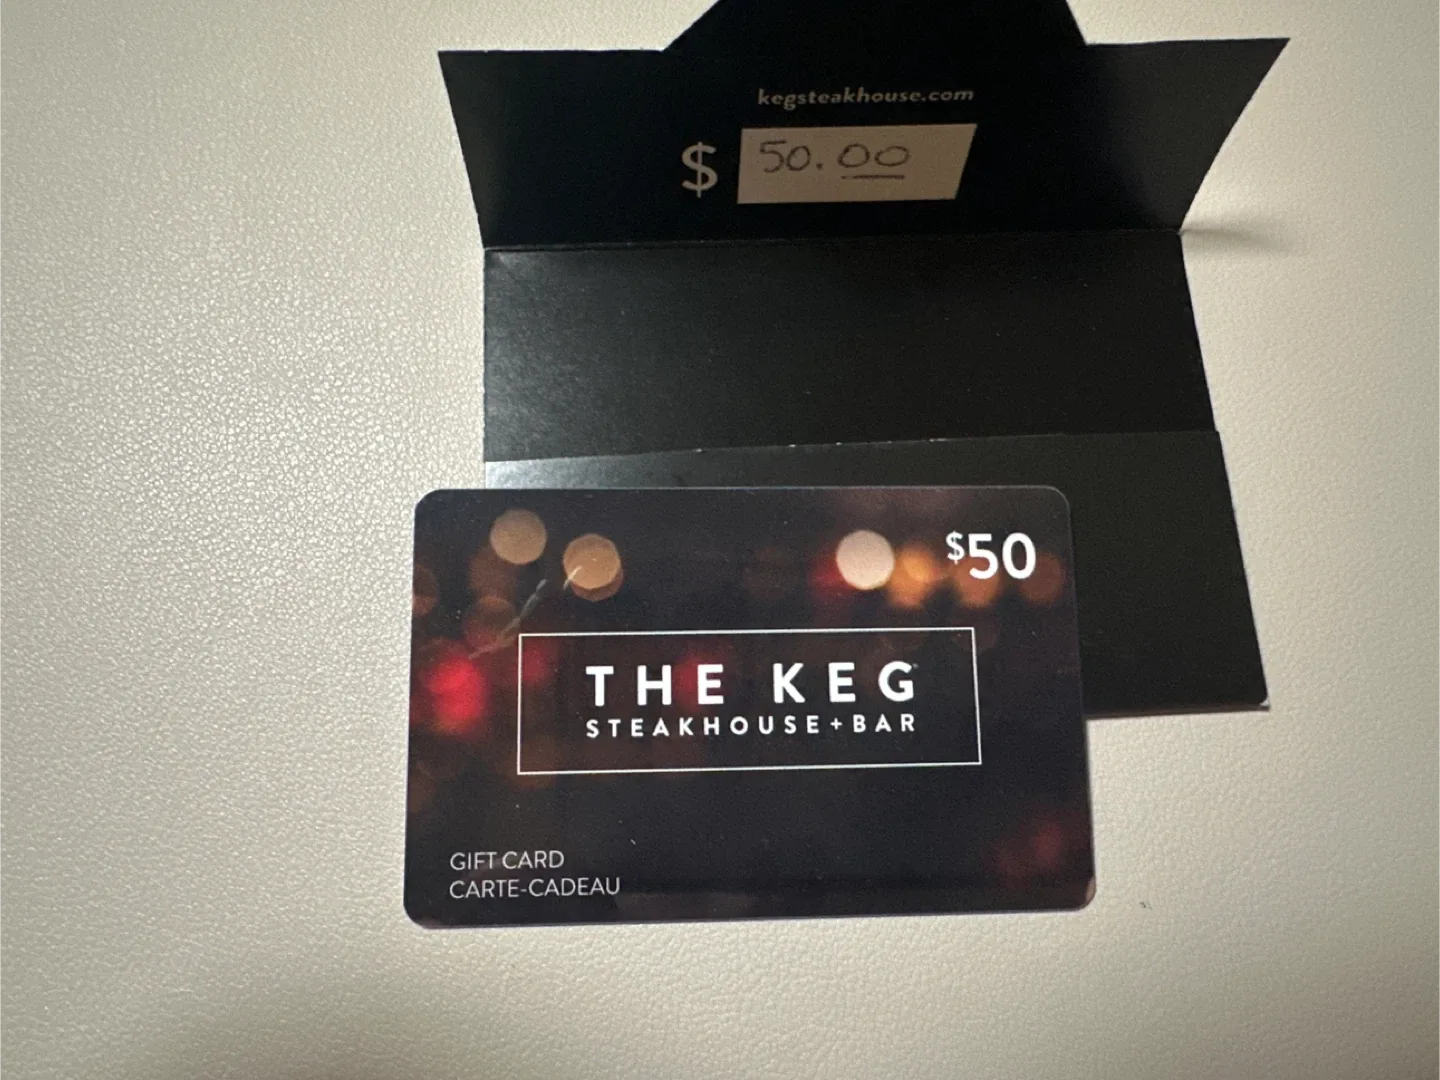 kegsteakhouse.com
$ 50.00
$50
THE KEG
STEAKHOUSE+BAR
GIFT CARD
CARTE-CADEAU